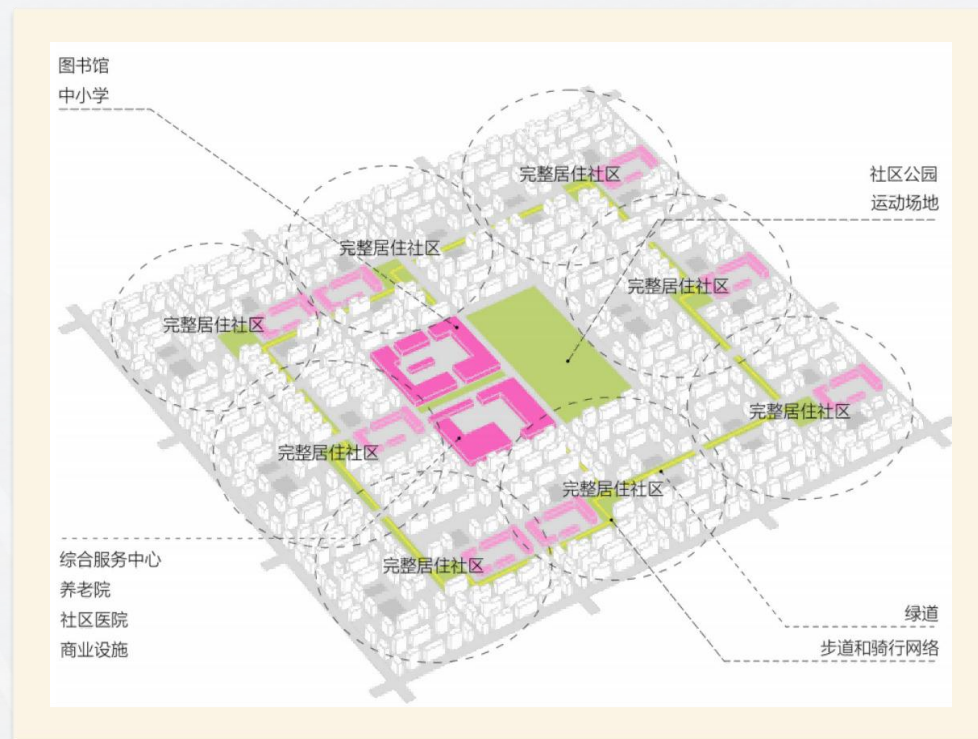 图书馆
中小学
完整居住社区
社区公园
运动场地
完整居住社区
完整居住社区
完整居住社区
完整居住社区
完整居住社区
完整居住社区
完整居住社区
综合服务中心
养老院
社区医院
商业设施
绿道
步道和骑行网络